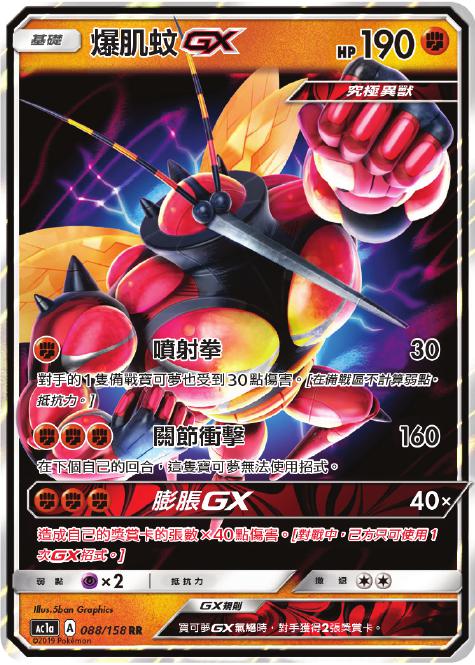 基礎 爆肌蚊GX HP190
究極異獸
噴射拳 30
對手的1隻備戰寶可夢也受到30點傷害。[在備戰區不計算弱點、
抵抗力。]
關節衝擊 160
在下個自己的回合，這隻寶可夢無法使用招式。
膨脹GX 40×
造成自己的獎賞卡的張數×40點傷害。[對戰中，己方只可使用1
次GX招式。]
弱點 ×2 抵抗力 撤退
Illus.5ban Graphics
GX規則
AC1a A 088/158 RR
寶可夢GX氣絕時，對手獲得2張獎賞卡。
©2019 Pokémon